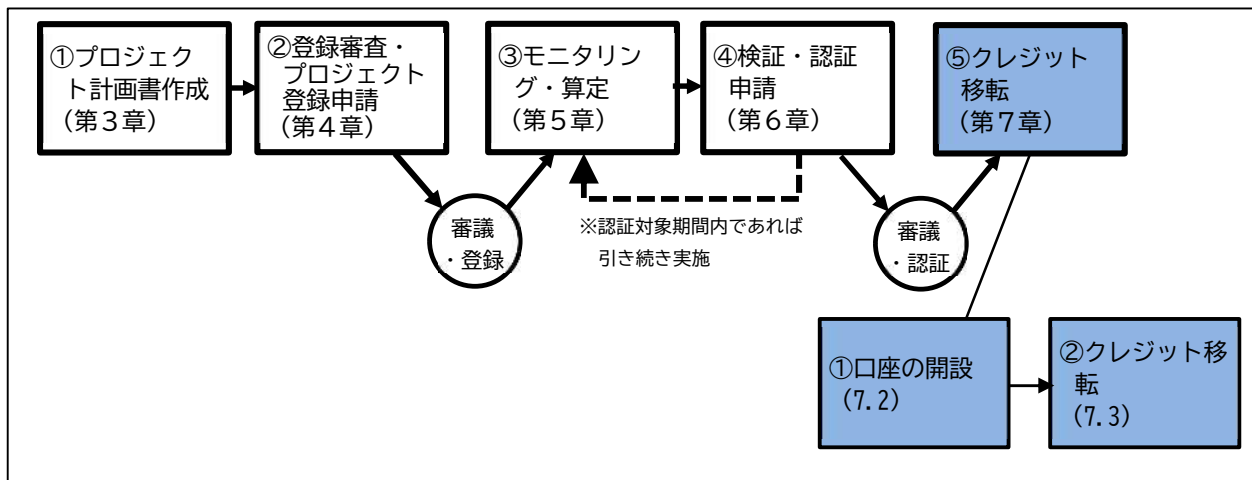 ①プロジェク
ト計画書作成
(第3章)
②登録審査・
プロジェクト
登録申請
(第4章)
③モニタリン
グ・算定
(第5章)
④検証・認証
申請
(第6章)
⑤クレジット
移転
(第7章)
審議
・登録
※認証対象期間内であれば
引き続き実施
審議
・認証
①口座の開設
(7.2)
②クレジット移
転
(7.3)